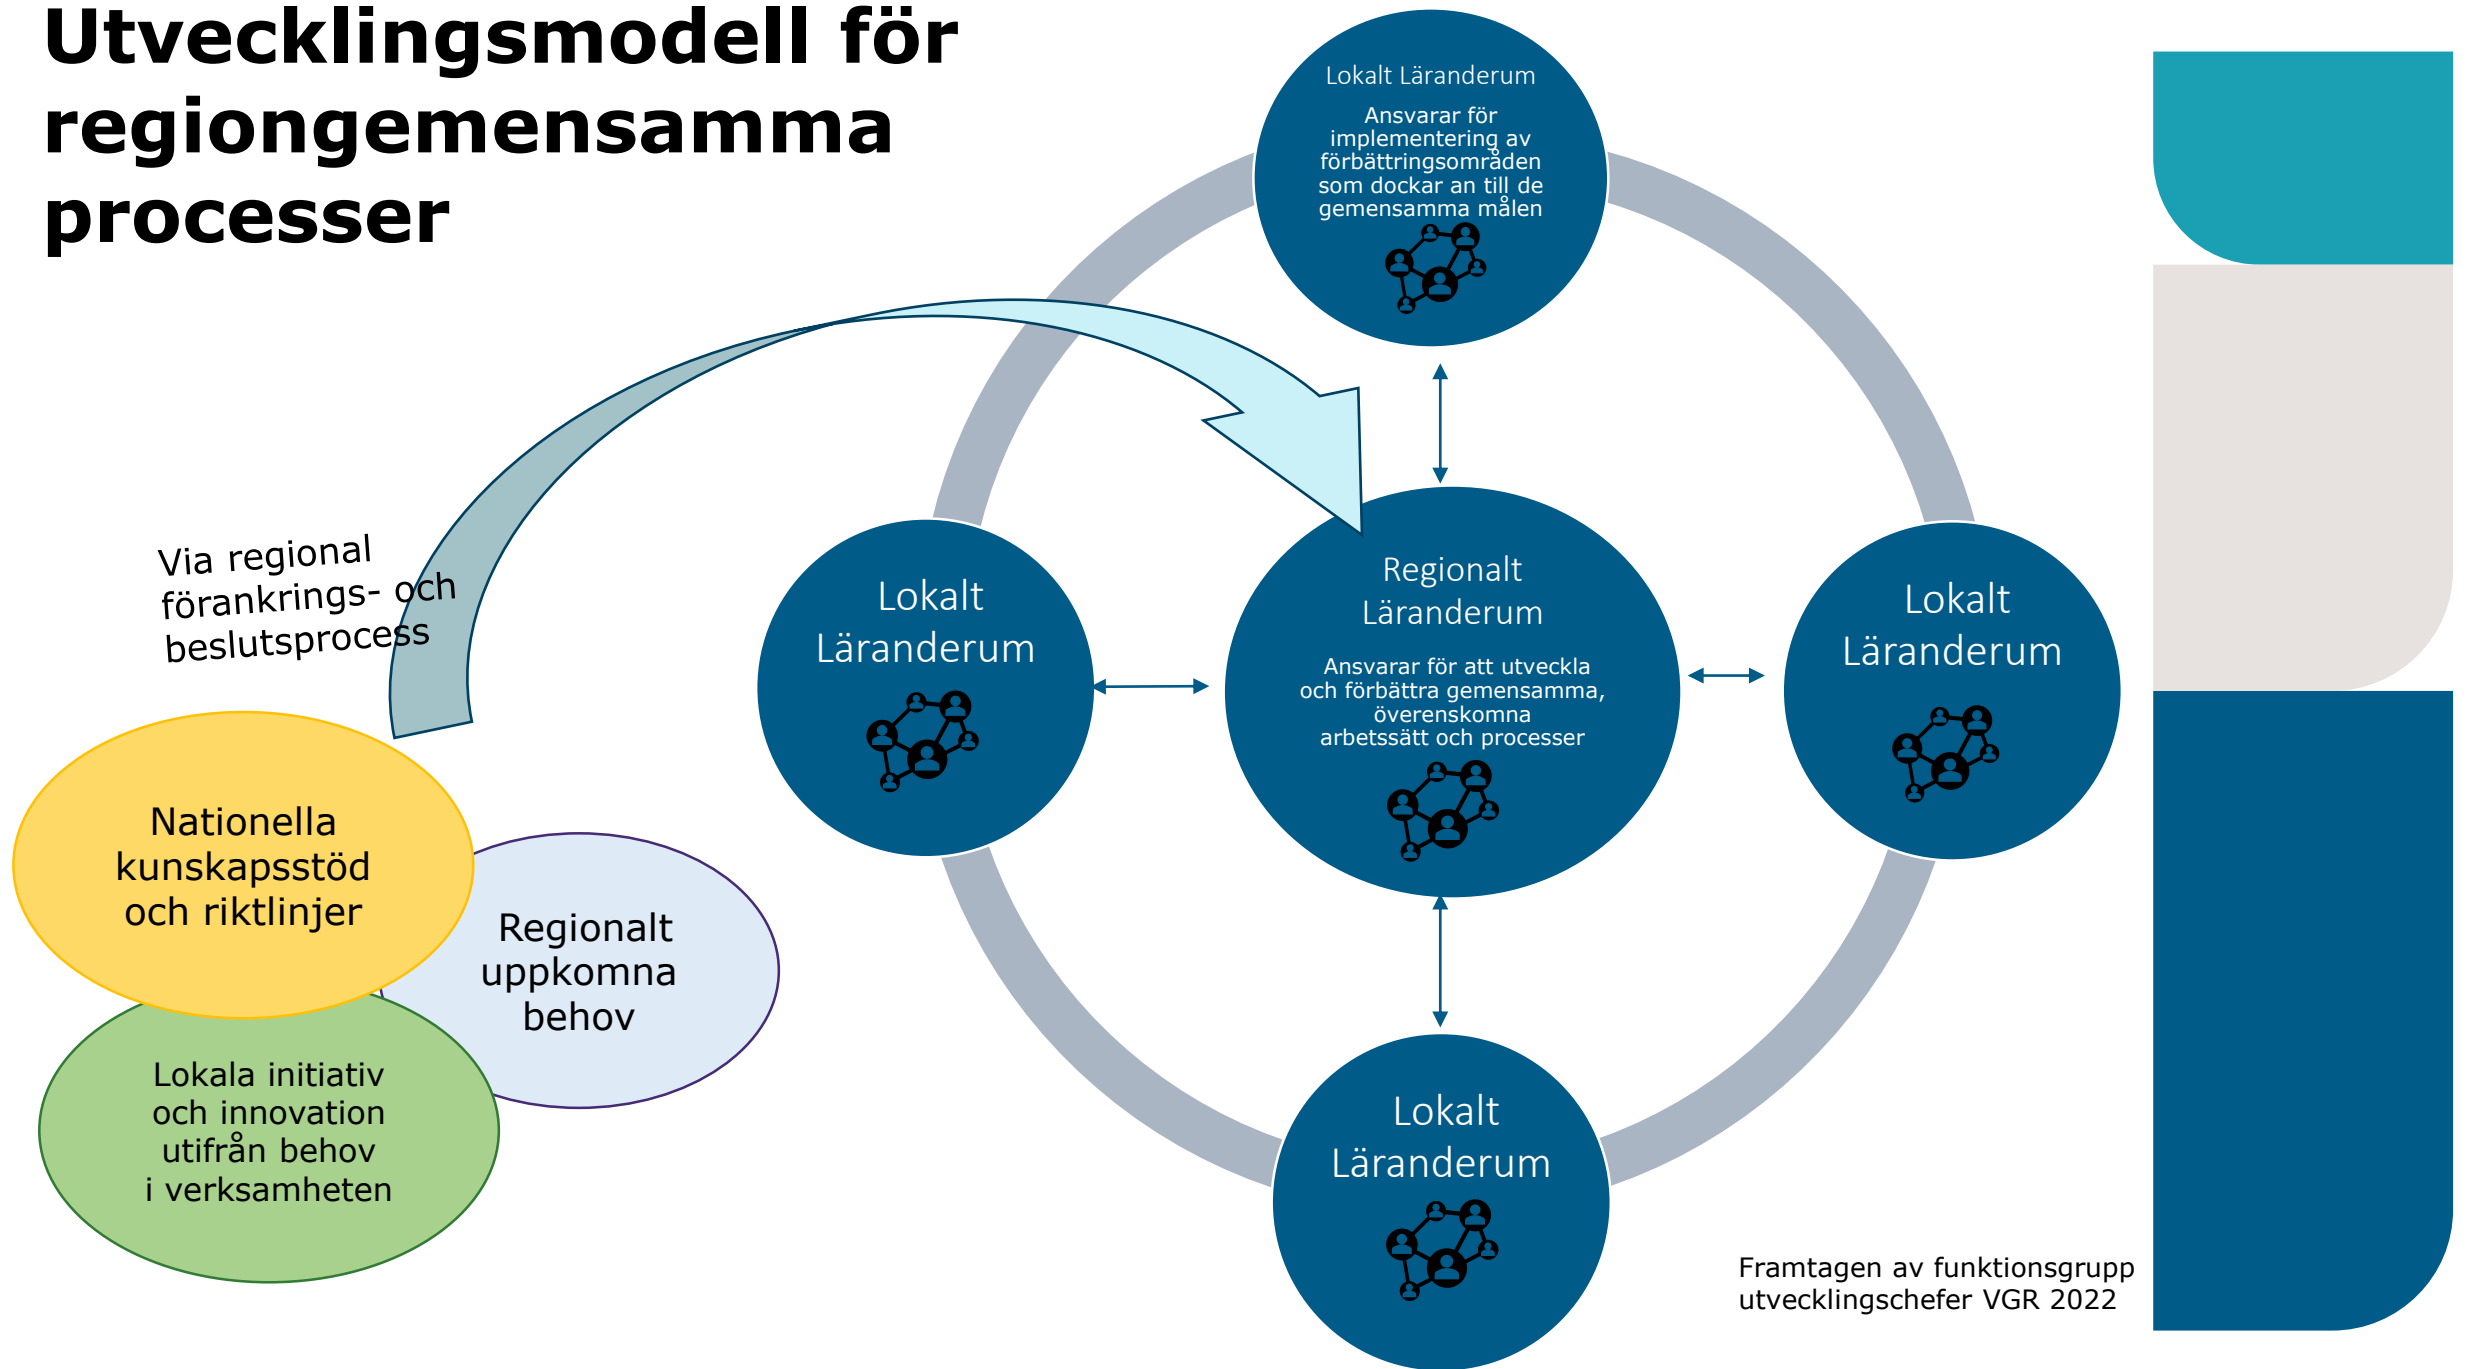 Utvecklingsmodell för
regiongemensamma
processer
Lokalt Läranderum
Ansvarar för
implementering av
förbättringsområden
som dockar an till de
gemensamma målen
Via regional
förankrings- och
beslutsprocess
Lokalt
Läranderum
Regionalt
Läranderum
Ansvarar för att utveckla
och förbättra gemensamma,
överenskomna
arbetssätt och processer
Lokalt
Läranderum
Nationella
kunskapsstöd
och riktlinjer
Regionalt
uppkomna
behov
Lokala initiativ
och innovation
utifrån behov
i verksamheten
Lokalt
Läranderum
Framtagen av funktionsgrupp
utvecklingschefer VGR 2022